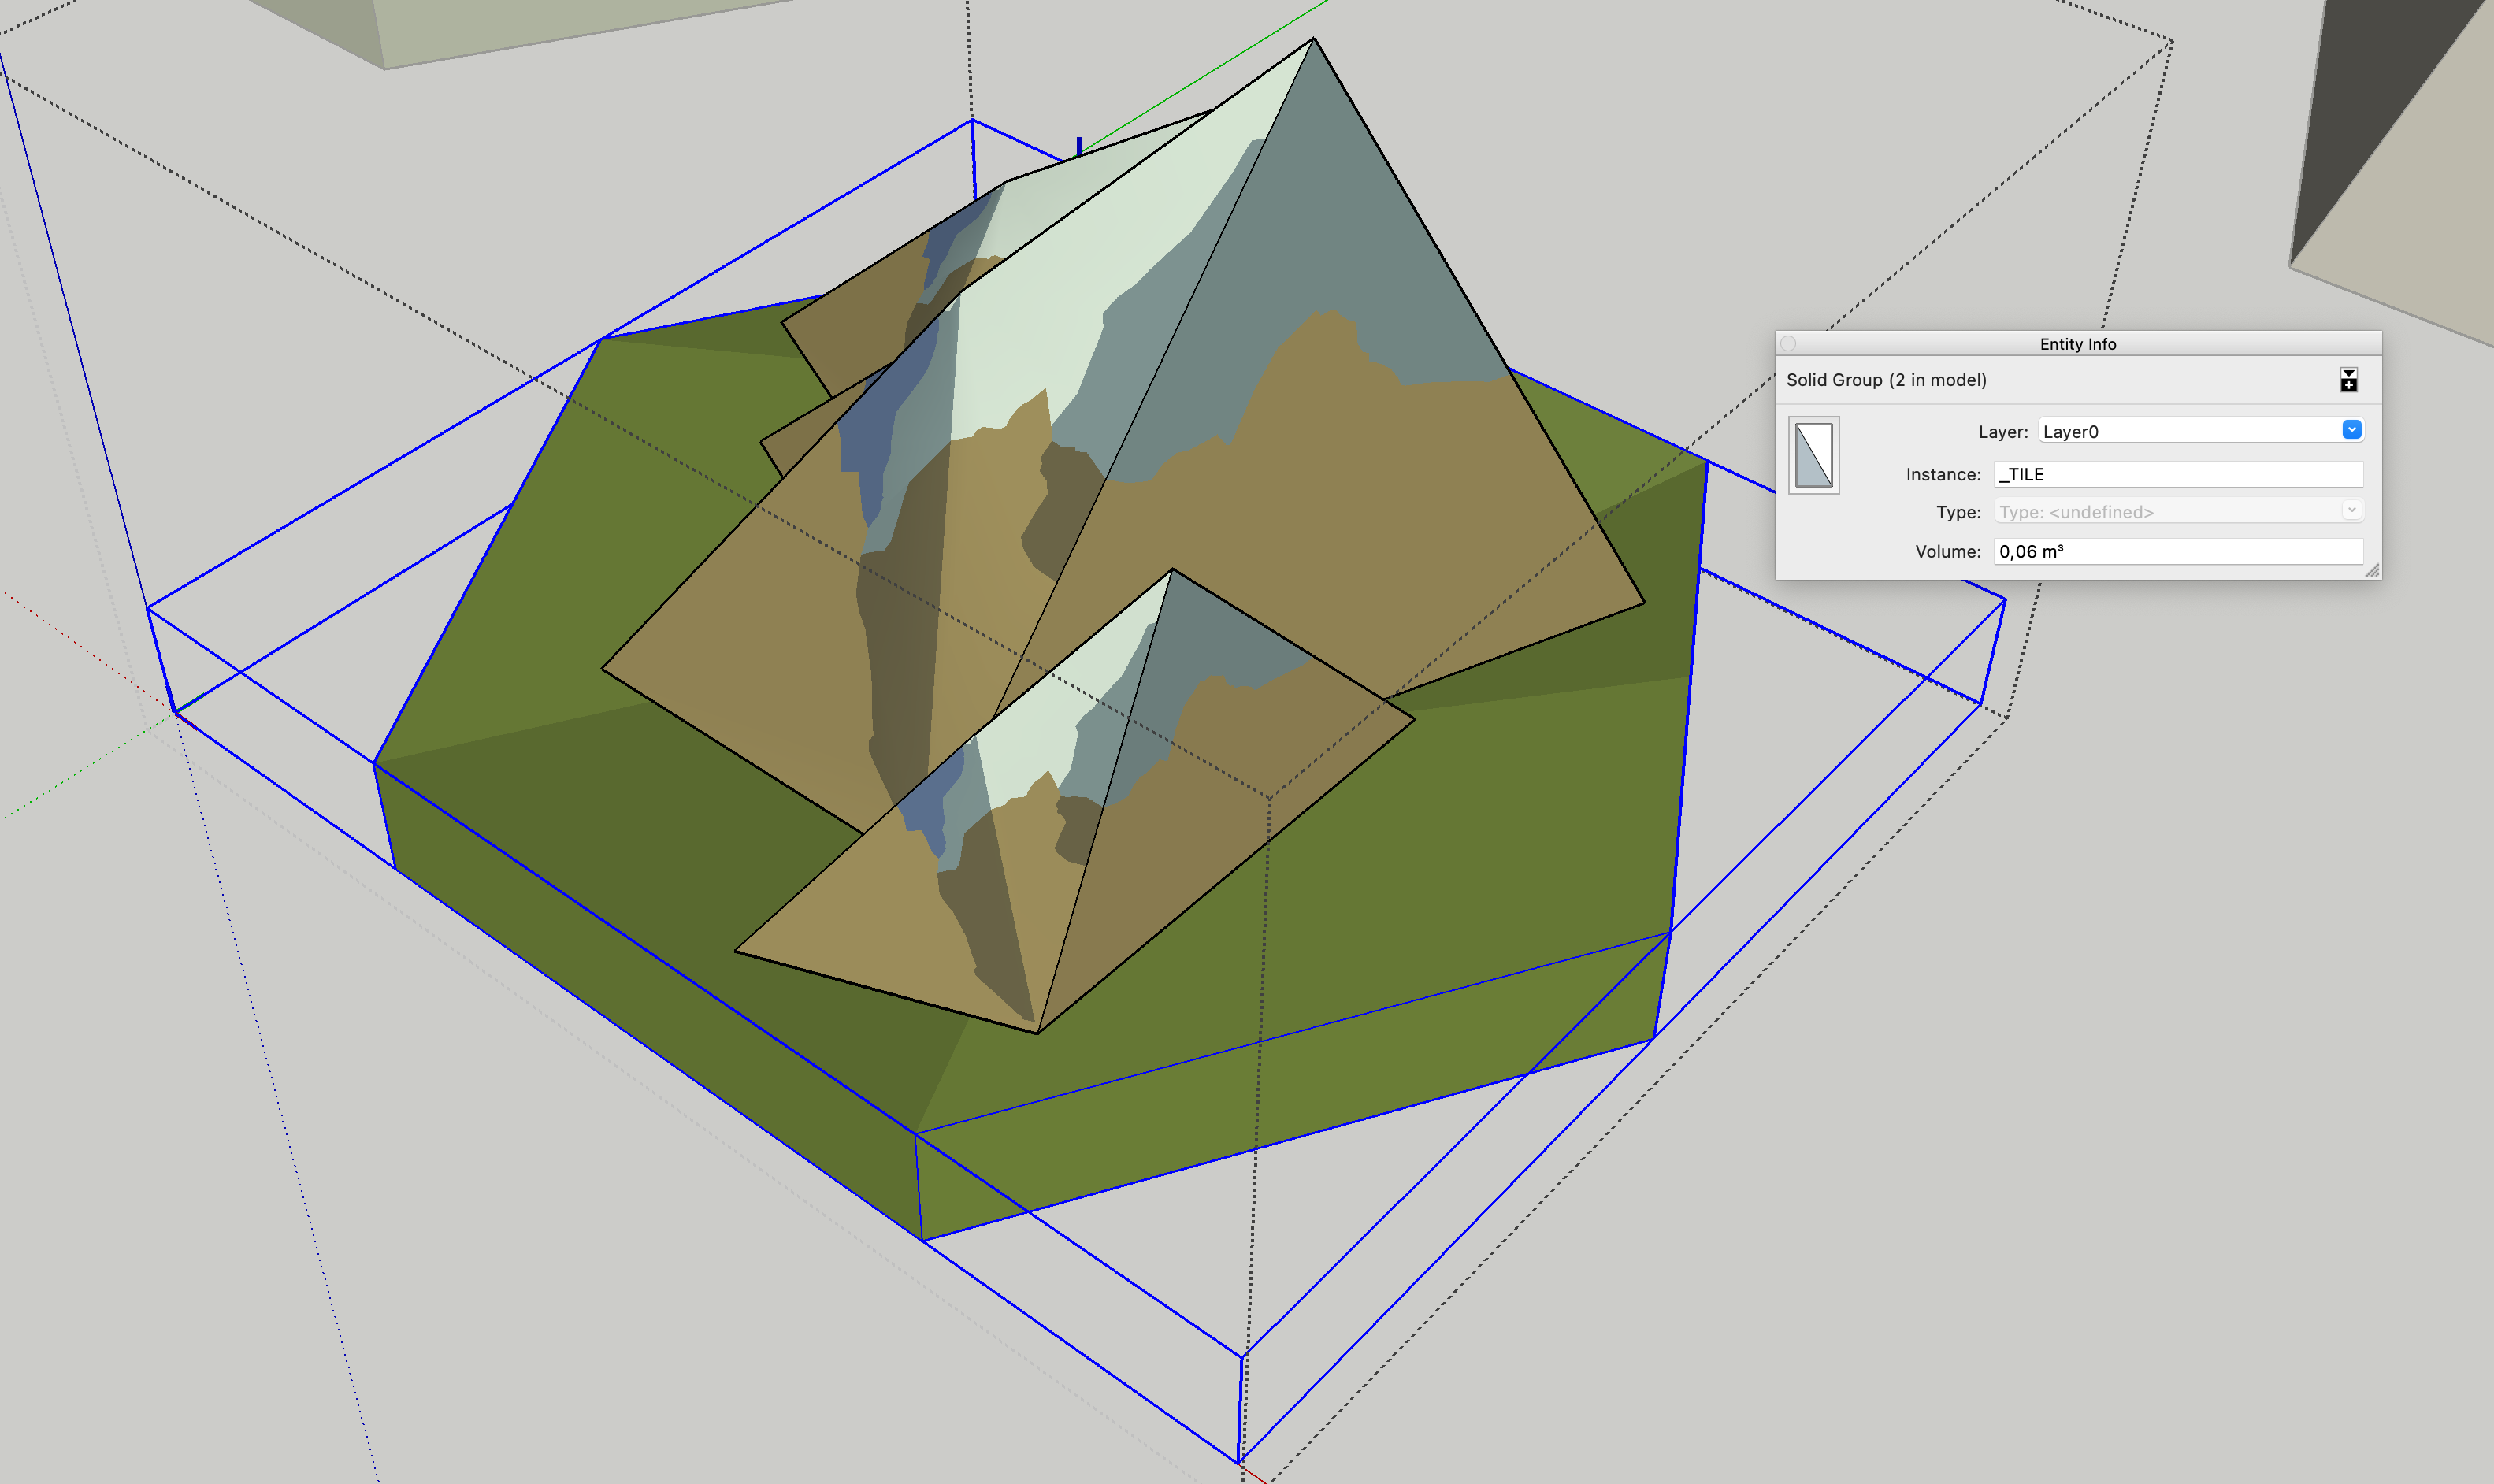 Entity Info
Solid Group (2 in model)
Layer: Layer0
Instance: _TILE
Type: Type: <undefined>
Volume: 0,06 m³